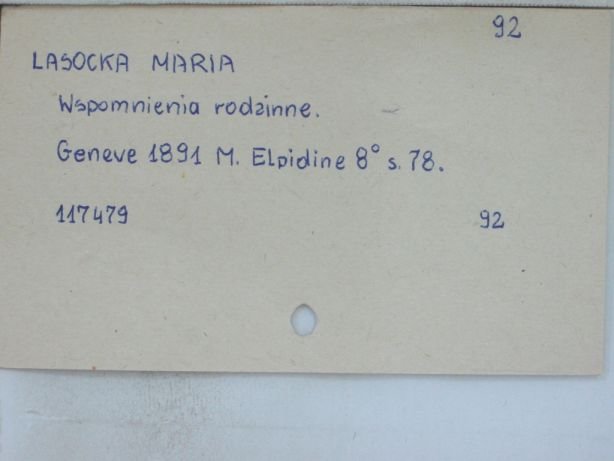 92
LASOCKA MARIA
Wspomnienia rodzinne.
Geneve 1891 M. Elpidine 8° s. 78.
117479 92